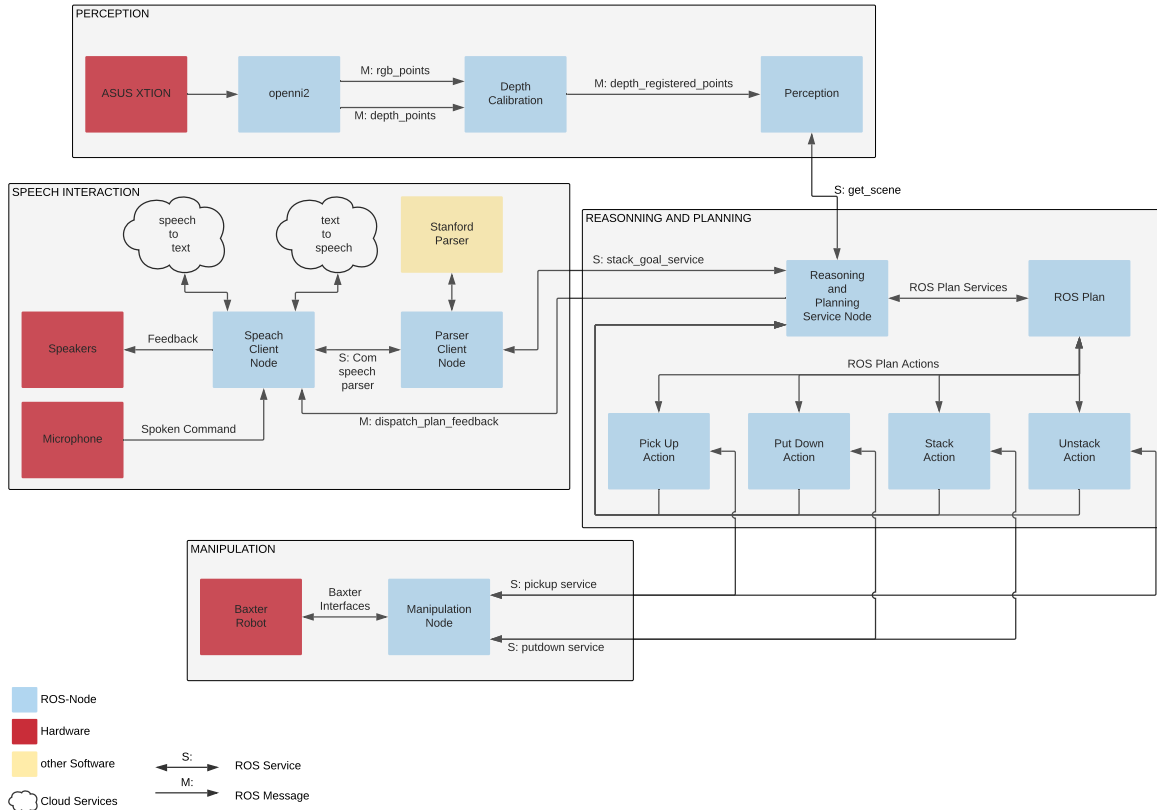 PERCEPTION
ASUS XTION
openni2
M: rgb_points
M: depth_points
Depth
Calibration
M: depth_registered_points
Perception
S: get_scene
SPEECH INTERACTION
speech
to
text
text
to
speech
Stanford
Parser
Speakers
Feedback
Speach
Client
Node
S: Com
speech
parser
Parser
Client
Node
Microphone
Spoken Command
M: dispatch_plan_feedback
REASONNING AND PLANNING
S: stack_goal_service
Reasoning
and
Planning
Service Node
ROS Plan Services
ROS Plan
ROS Plan Actions
Pick Up
Action
Put Down
Action
Stack
Action
Unstack
Action
MANIPULATION
Baxter
Robot
Baxter
Interfaces
Manipulation
Node
S: pickup service
S: putdown service
ROS-Node
Hardware
other Software
Cloud Services
S:
ROS Service
M:
ROS Message